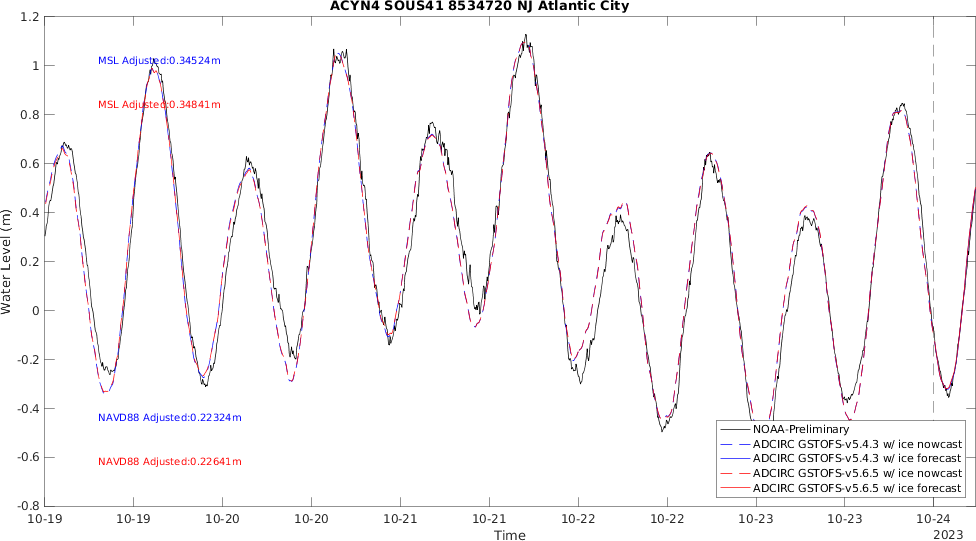 ACYN4 SOUS41 8534720 NJ Atlantic City
1.2
1
0.8
0.6
0.4
0.2
0
-0.2
-0.4
-0.6
-0.8
Water Level (m)
MSL Adjusted:0.34524m
MSL Adjusted:0.34841m
NAVD88 Adjusted:0.22324m
NAVD88 Adjusted:0.22641m
NOAA-Preliminary
ADCIRC GSTOFS-v5.4.3 w/ ice nowcast
ADCIRC GSTOFS-v5.4.3 w/ ice forecast
ADCIRC GSTOFS-v5.6.5 w/ ice nowcast
ADCIRC GSTOFS-v5.6.5 w/ ice forecast
10-19 10-19 10-20 10-20 10-21 10-21 10-22 10-22 10-23 10-23 10-24
2023
Time